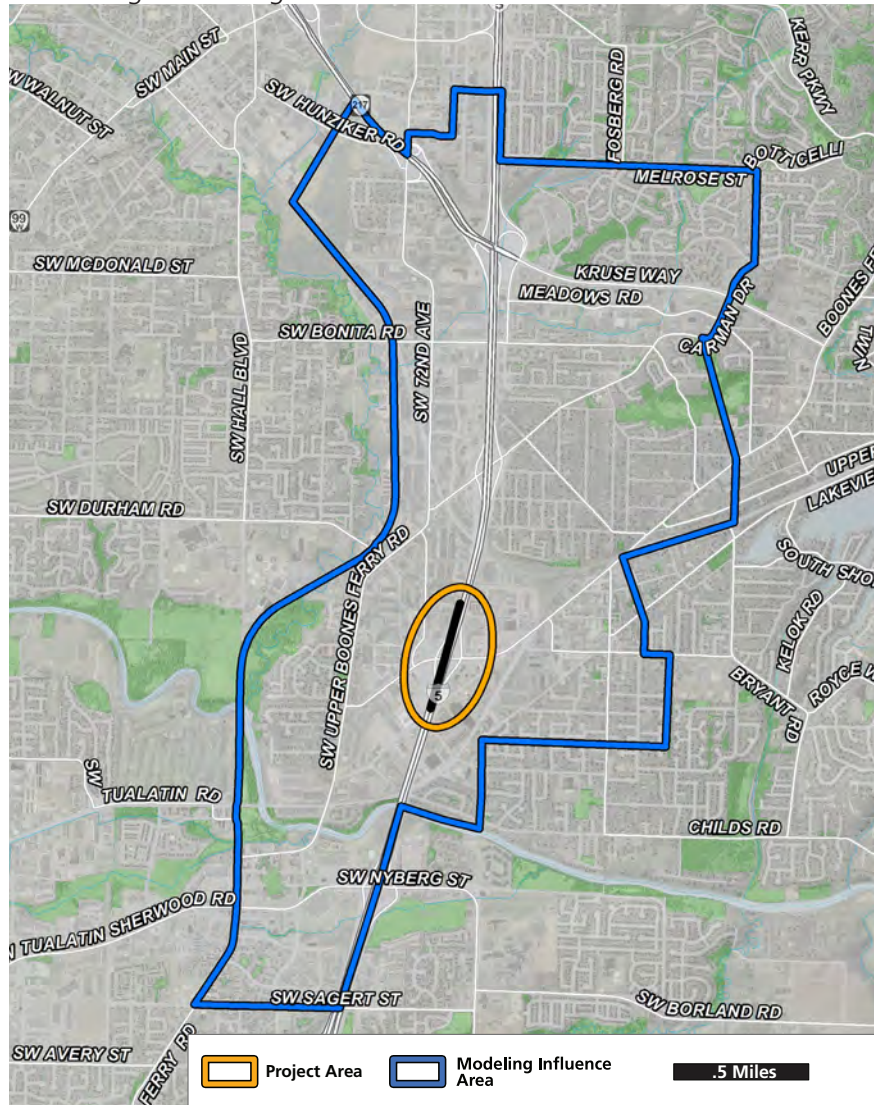 SW MAIN ST
KERR PKWY
SW WALNUT ST
217
SW HUNZIKER RD
FOSBERG RD
BOTTICELLI
MELROSE ST
99
W
SW MCDONALD ST
KRUSE WAY
MEADOWS RD
CARMAN DR
BOONES FE
TWIN
SW BONITA RD
SW 72ND AVE
SW HALL BLVD
UPPER
LAKEVIE
SW DURHAM RD
SW UPPER BOONES FERRY RD
SOUTH SHO
KELOK RD
ROYCE W
BRYANT RD
5
SW
TUALATIN RD
CHILDS RD
SW NYBERG ST
N TUALATIN SHERWOOD RD
SW SAGERT ST
SW BORLAND RD
SW AVERY ST
FERRY RD
Project Area
Modeling Influence
Area
.5 Miles